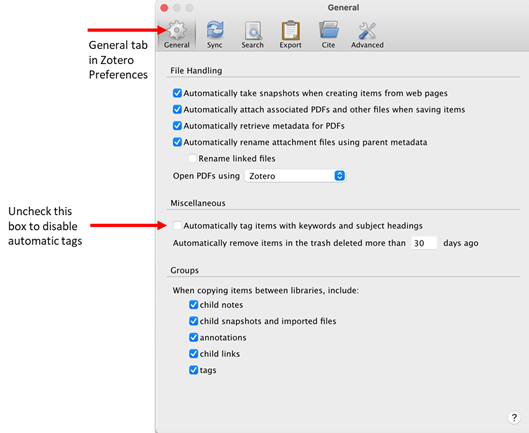 General
General tab
in Zotero
Preferences
General
Sync
Search
Export
Cite
Advanced
File Handling
Automatically take snapshots when creating items from web pages
Automatically attach associated PDFs and other files when saving items
Automatically retrieve metadata for PDFs
Automatically rename attachment files using parent metadata
Rename linked files
Open PDFs using Zotero
Miscellaneous
Uncheck this
box to disable
automatic tags
Automatically tag items with keywords and subject headings
Automatically remove items in the trash deleted more than 30 days ago
Groups
When copying items between libraries, include:
child notes
child snapshots and imported files
annotations
child links
tags
?